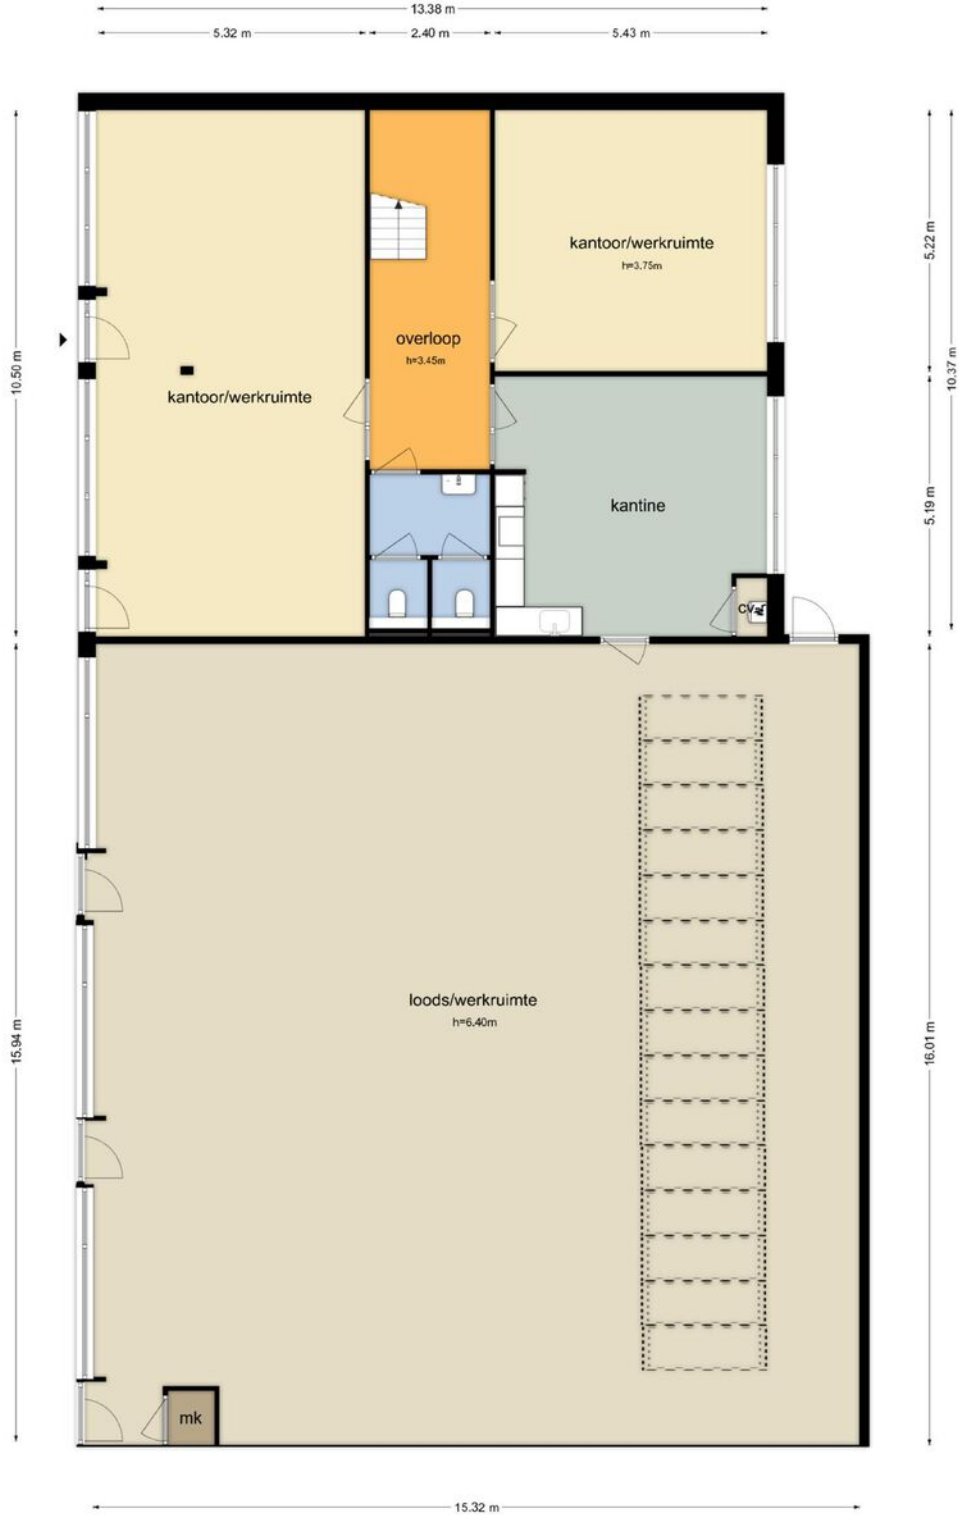 13.38 m
5.32 m
2.40 m
5.43 m
10.50 m
5.22 m
10.37 m
kantoor/werkruimte
h=3.75m
overloop
h=3.45m
kantoor/werkruimte
kantine
5.19 m
CV
loods/werkruimte
h=6.40m
15.94 m
16.01 m
mk
15.32 m